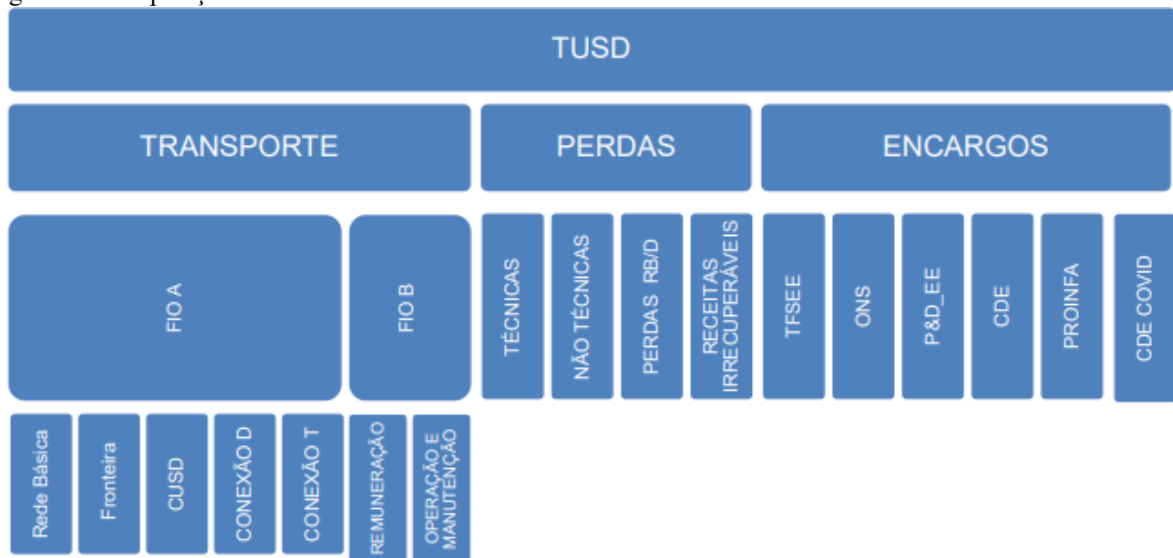 TUSD
TRANSPORTE
PERDAS
ENCARGOS
FIO A
FIO B
TÉCNICAS
NÃO TÉCNICAS
PERDAS RB/D
RECEITAS
IRRECUPERÁVEIS
TFSEE
ONS
P&D_EE
CDE
PROINFA
CDE COVID
Rede Básica
Fronteira
CUSD
CONEXÃO D
CONEXÃO T
REMUNERAÇÃO
OPERAÇÃO E
MANUTENÇÃO